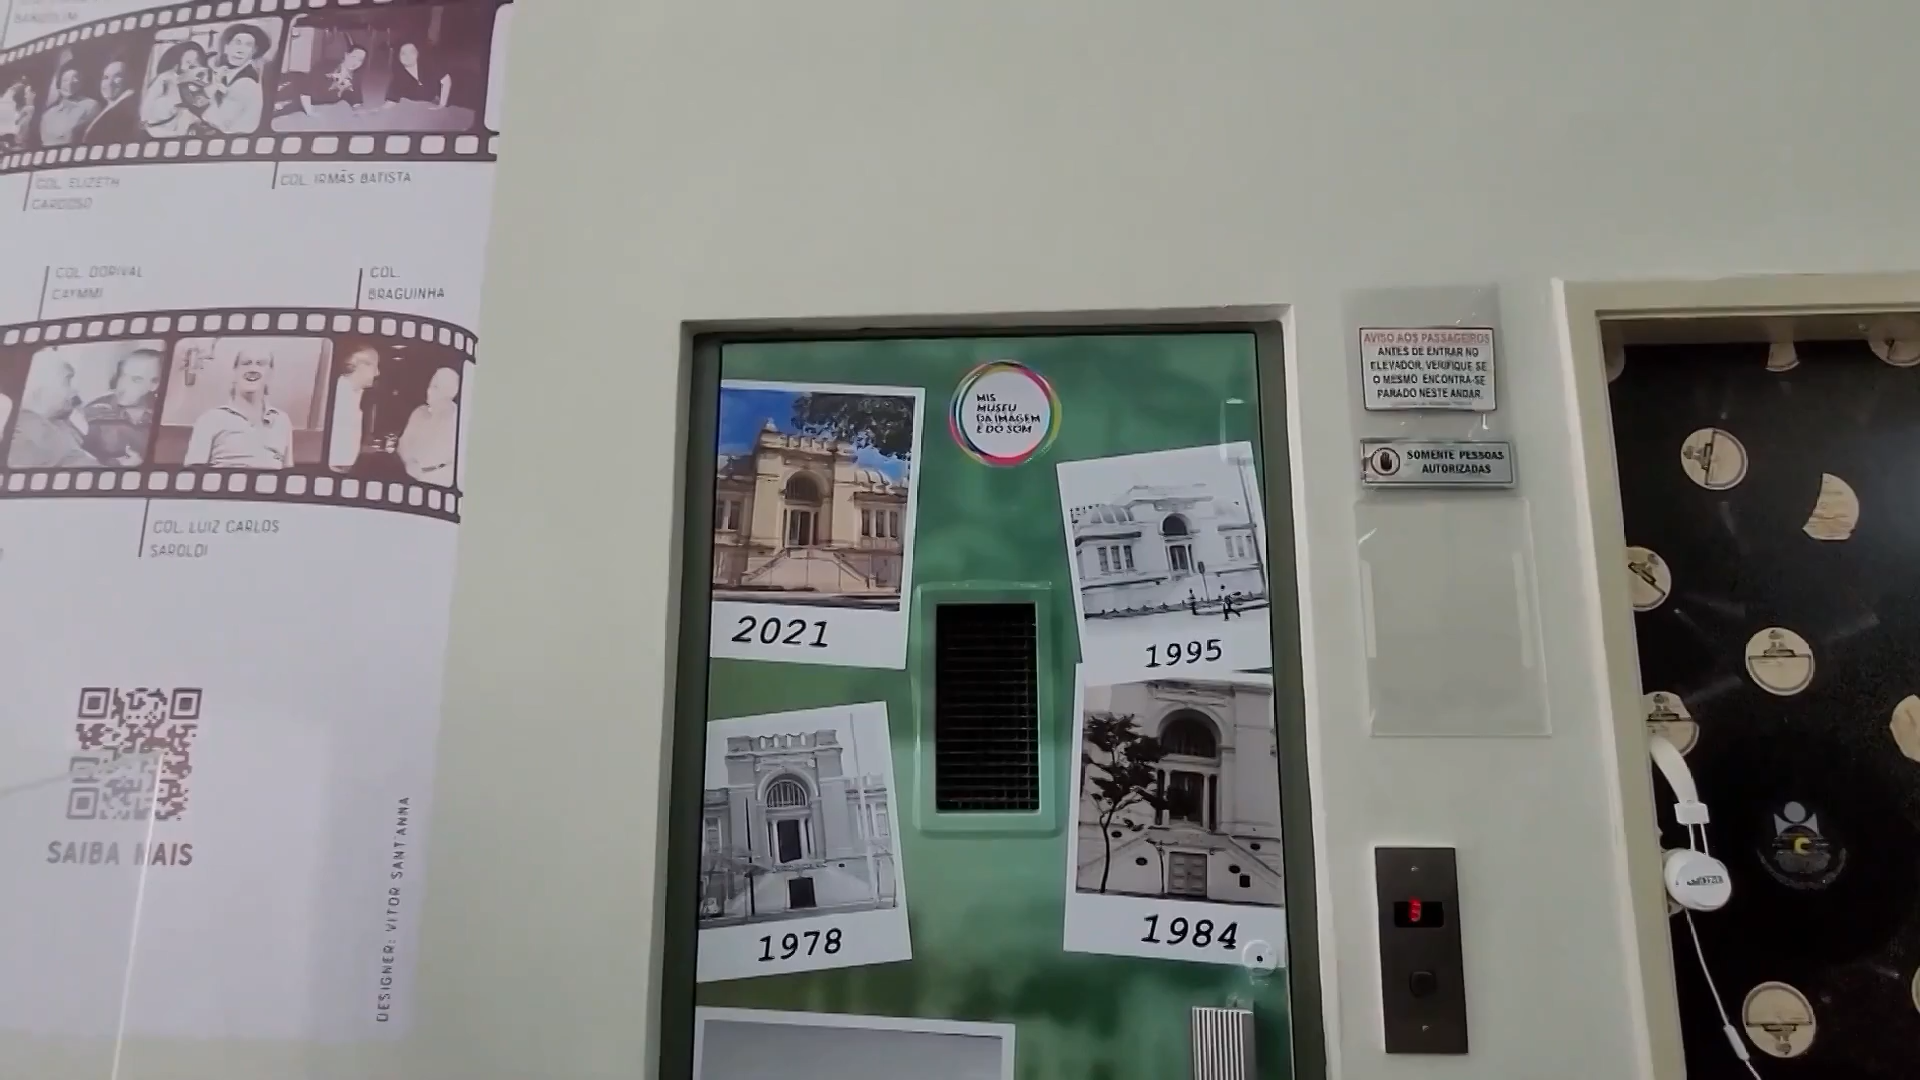 COL. ELIZETH
CARDOSO
COL. IRMÃS BATISTA
COL. DORIVAL
CAYMMI
COL.
BRAGUINHA
COL. LUIZ CARLOS
SAROLDI
SAIBA MAIS
DESIGNER: VITOR SANT'ANNA
MIS
MUSEU
DA IMAGEM
E DO SOM
2021
1995
1978
1984
AVISO AOS PASSAGEIROS
ANTES DE ENTRAR NO
ELEVADOR, VERIFIQUE SE
O MESMO ENCONTRA-SE
PARADO NESTE ANDAR.
SOMENTE PESSOAS
AUTORIZADAS